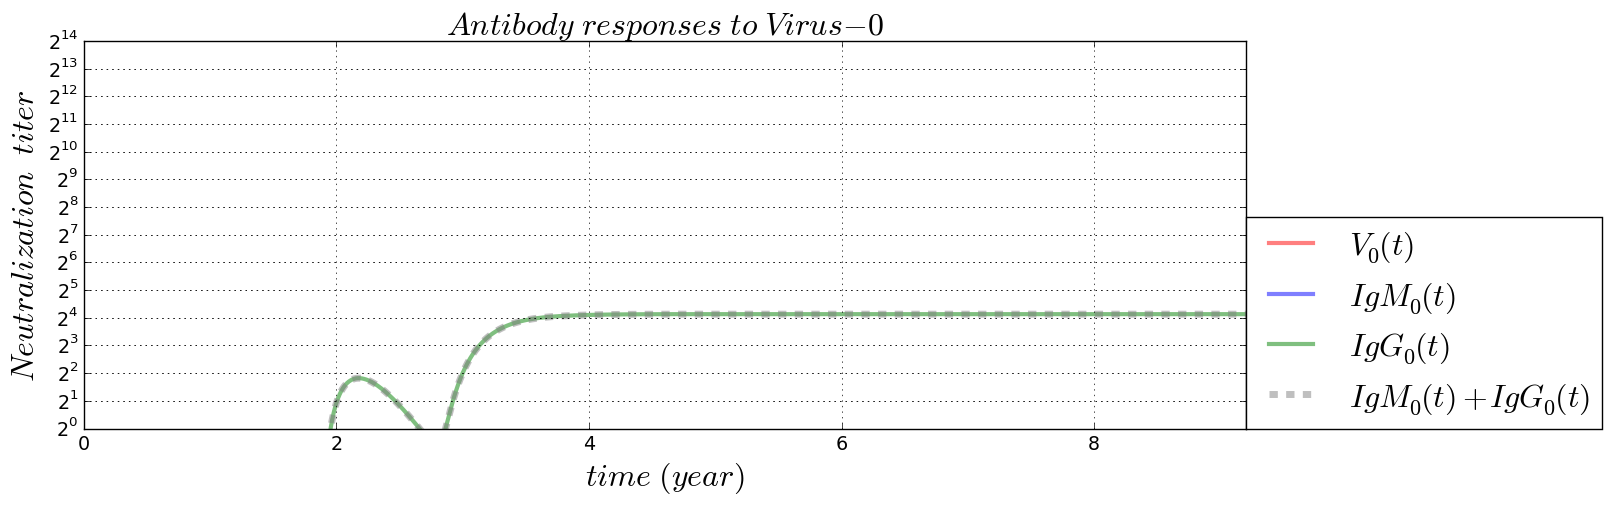 Antibody responses to Virus−0
2^14
2^13
2^12
2^11
2^10
2^9
2^8
2^7
2^6
2^5
2^4
2^3
2^2
2^1
2^0
Neutralization titer
0 2 4 6 8
time (year)
V_0(t)
IgM_0(t)
IgG_0(t)
IgM_0(t)+IgG_0(t)